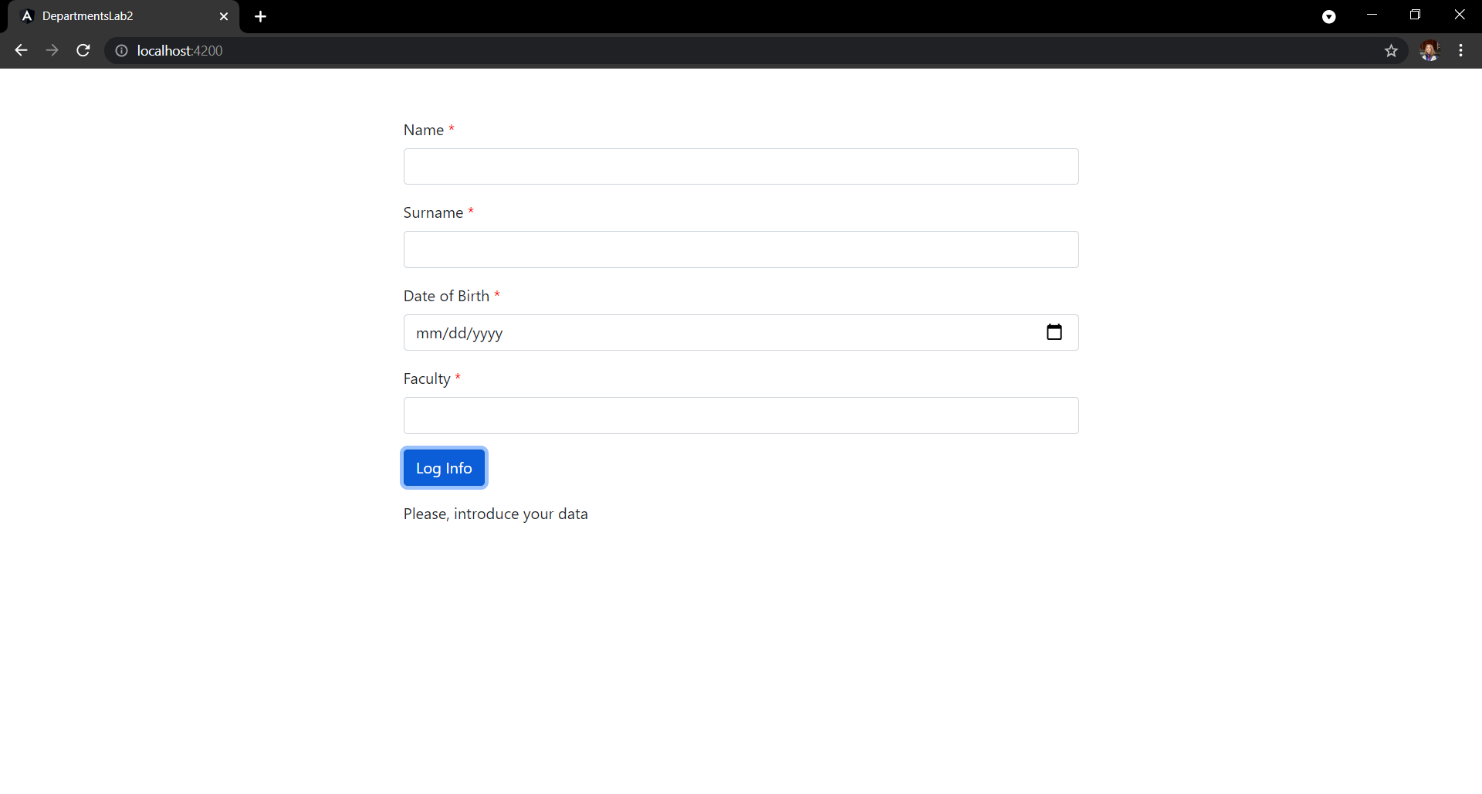 DepartmentsLab2
localhost:4200
Name *
Surname *
Date of Birth *
mm/dd/yyyy
Faculty *
Log Info
Please, introduce your data